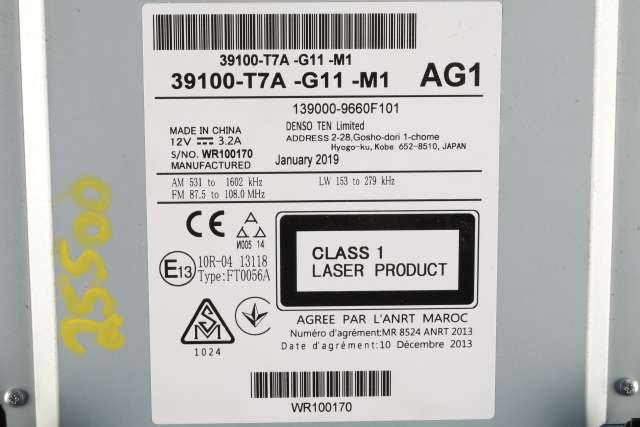 39100-T7A -G11 -M1
39100-T7A -G11 -M1 AG1
139000-9660F101
MADE IN CHINA
12V 3.2A
S/NO. WR100170
MANUFACTURED
DENSO TEN Limited
ADDRESS 2-28,Gosho-dori 1-chome
Hyogo-ku, Kobe 652-8510, JAPAN
January 2019
AM 531 to 1602 kHz LW 153 to 279 kHz
FM 87.5 to 108.0 MHz
CE
И005 14
E13
10R-04 13118
Type:FT0056A
CLASS 1
LASER PRODUCT
SM
1024
AGREE PAR L'ANRT MAROC
Numéro d'agrément:MR 8524 ANRT 2013
Date d'agrément:10 Décembre 2013
WR100170
25500